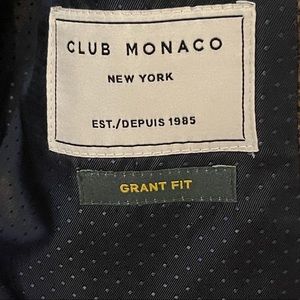 CLUB MONACO
NEW YORK
EST./DEPUIS 1985
GRANT FIT